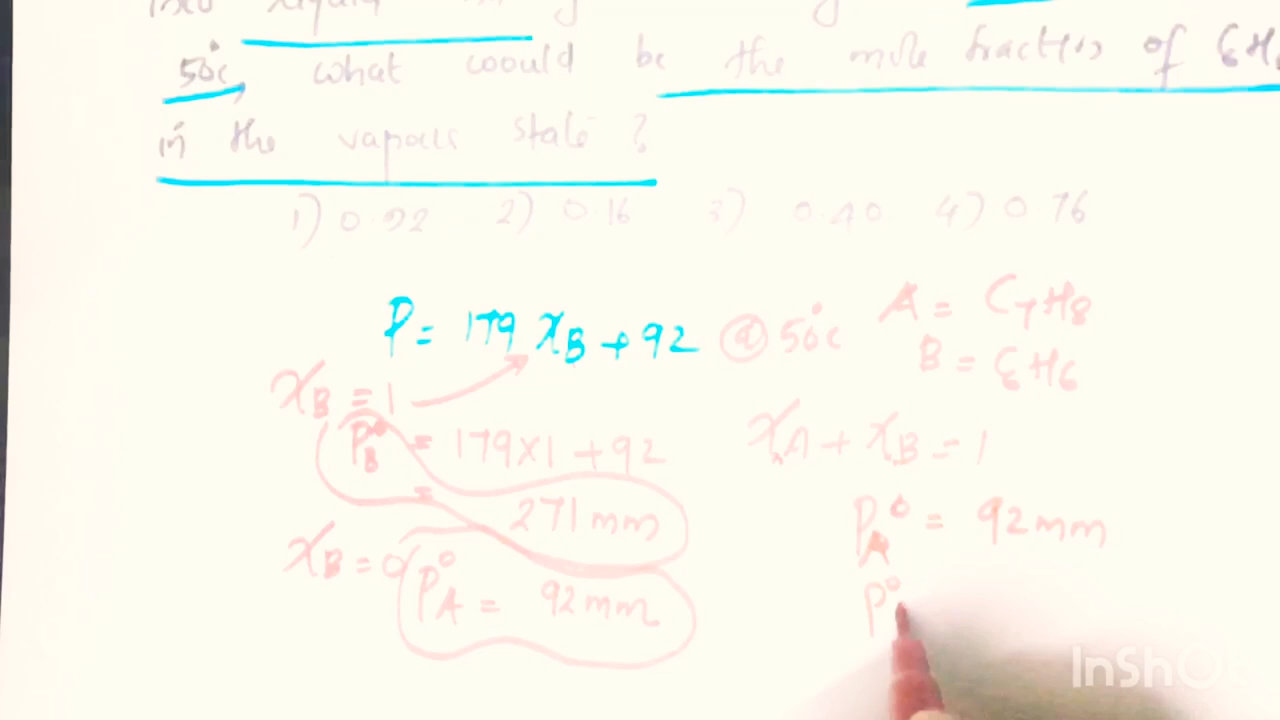 50°C, what would be the mole fraction of C6H
in the vapour state ?
1) 0.92 2) 0.16 3) 0.40 4) 0.76
P = 179 XB + 92 @ 50°C
A = C7H8
B = C6H6
XB = 1
P°B = 179×1 + 92
= 271 mm
XA + XB = 1
XB = 0
P°A = 92 mm
P°A = 92 mm
P°
InShO